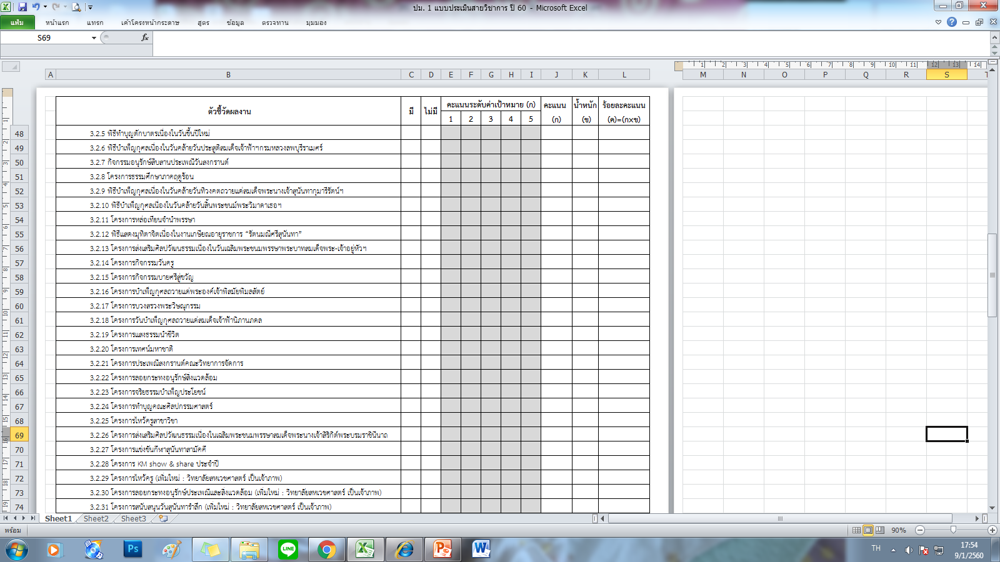 ปม. 1 แบบประเมินสายวิชาการ ปี 60 - Microsoft Excel
แฟ้ม หน้าแรก แทรก เค้าโครงหน้ากระดาษ สูตร ข้อมูล ตรวจทาน มุมมอง
S69 fx
1 2 3 4 5 6 7 8 9 10 11 12 13 14
A B C D E F G H I J K L M N O P Q R S T
ตัวชี้วัดผลงาน มี ไม่มี คะแนนระดับค่าเป้าหมาย (ก) คะแนน น้ำหนัก ร้อยละคะแนน
1 2 3 4 5 (ก) (ข) (ค)=(กxข)
48 3.2.5 พิธีทำบุญตักบาตรเนื่องในวันขึ้นปีใหม่
49 3.2.6 พิธีบำเพ็ญกุศลเนื่องในวันคล้ายวันประสูติสมเด็จเจ้าฟ้าฯกรมหลวงลพบุรีราเมศร์
50 3.2.7 กิจกรรมอนุรักษ์สืบสานประเพณีวันสงกรานต์
51 3.2.8 โครงการธรรมศึกษาภาคฤดูร้อน
52 3.2.9 พิธีบำเพ็ญกุศลเนื่องในวันคล้ายวันทิวงคตถวายแด่สมเด็จพระนางเจ้าสุนันทากุมารีรัตน์ฯ
53 3.2.10 พิธีบำเพ็ญกุศลเนื่องในวันคล้ายวันสิ้นพระชนม์พระวิมาดาเธอฯ
54 3.2.11 โครงการหล่อเทียนจำนำพรรษา
55 3.2.12 พิธีแสดงมุทิตาจิตเนื่องในงานเกษียณอายุราชการ “รัตนมณีศรีสุนันทา”
56 3.2.13 โครงการส่งเสริมศิลปวัฒนธรรมเนื่องในวันเฉลิมพระชนมพรรษาพระบาทสมเด็จพระ-เจ้าอยู่หัวฯ
57 3.2.14 โครงการกิจกรรมวันครู
58 3.2.15 โครงการกิจกรรมบายศรีสู่ขวัญ
59 3.2.16 โครงการบำเพ็ญกุศลถวายแด่พระองค์เจ้าพิสมัยพิมลสัตย์
60 3.2.17 โครงการบวงสรวงพระวิษณุกรรม
61 3.2.18 โครงการวันบำเพ็ญกุศลถวายแด่สมเด็จเจ้าฟ้านิภานภดล
62 3.2.19 โครงการแสงธรรมนำชีวิต
63 3.2.20 โครงการเทศน์มหาชาติ
64 3.2.21 โครงการประเพณีสงกรานต์คณะวิทยาการจัดการ
65 3.2.22 โครงการลอยกระทงอนุรักษ์สิ่งแวดล้อม
66 3.2.23 โครงการจริยธรรมบำเพ็ญประโยชน์
67 3.2.24 โครงการทำบุญคณะศิลปกรรมศาสตร์
68 3.2.25 โครงการไหว้ครูสาขาวิชา
69 3.2.26 โครงการส่งเสริมศิลปวัฒนธรรมเนื่องในเฉลิมพระชนมพรรษาสมเด็จพระนางเจ้าสิริกิต์พระบรมราชินีนาถ
70 3.2.27 โครงการแข่งขันกีฬาสุนันทาสามัคคี
71 3.2.28 โครงการ KM show & share ประจำปี
72 3.2.29 โครงการไหว้ครู (เพิ่มใหม่ : วิทยาลัยสหเวชศาสตร์ เป็นเจ้าภาพ)
73 3.2.30 โครงการลอยกระทงอนุรักษ์ประเพณีและสิ่งแวดล้อม (เพิ่มใหม่ : วิทยาลัยสหเวชศาสตร์ เป็นเจ้าภาพ)
74 3.2.31 โครงการสนับสนุนวันสุนันทารำลึก (เพิ่มใหม่ : วิทยาลัยสหเวชศาสตร์ เป็นเจ้าภาพ)
Sheet1 Sheet2 Sheet3
พร้อม 90%
Ps LINE TH 17:54
9/1/2560